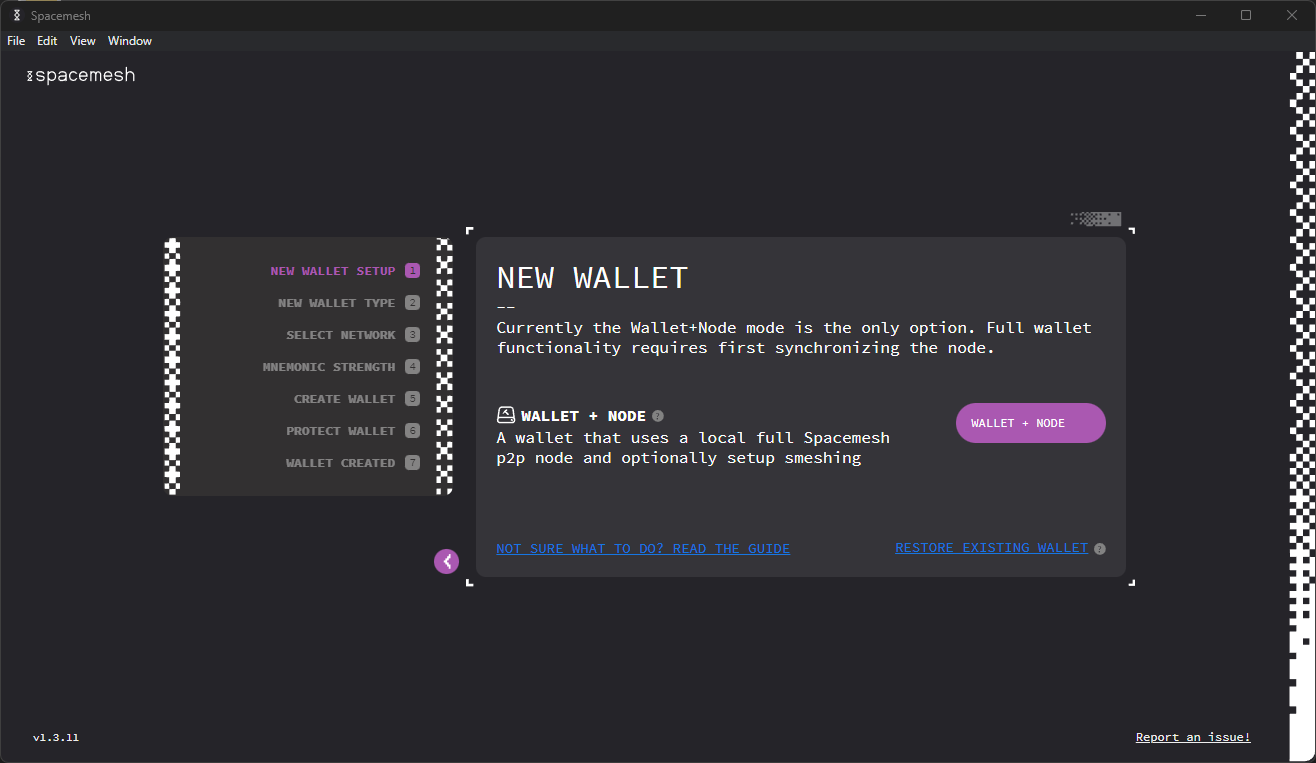 Spacemesh
File Edit View Window
spacemesh
NEW WALLET SETUP 1
NEW WALLET TYPE 2
SELECT NETWORK 3
MNEMONIC STRENGTH 4
CREATE WALLET 5
PROTECT WALLET 6
WALLET CREATED 7
NEW WALLET
--
Currently the Wallet+Node mode is the only option. Full wallet
functionality requires first synchronizing the node.
WALLET + NODE ?
A wallet that uses a local full Spacemesh
p2p node and optionally setup smeshing
WALLET + NODE
NOT SURE WHAT TO DO? READ THE GUIDE
RESTORE EXISTING WALLET ?
v1.3.11
Report an issue!